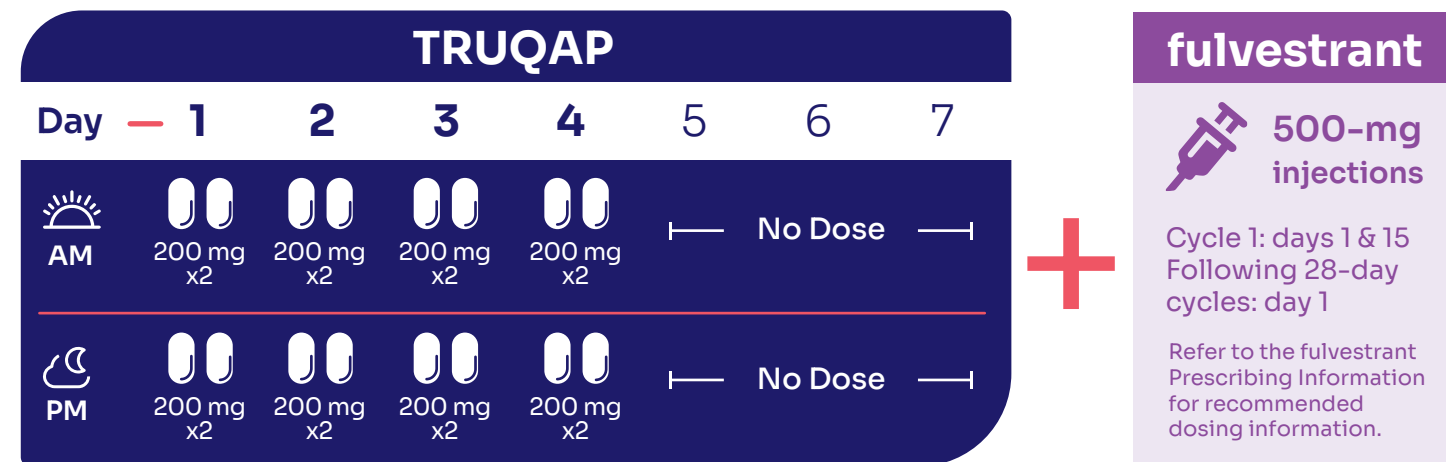 TRUQAP
Day 1 2 3 4 5 6 7
AM
200 mg 200 mg 200 mg 200 mg
x2 x2 x2 x2
No Dose
PM
200 mg 200 mg 200 mg 200 mg
x2 x2 x2 x2
No Dose
+
fulvestrant
500-mg
injections
Cycle 1: days 1 & 15
Following 28-day
cycles: day 1
Refer to the fulvestrant
Prescribing Information
for recommended
dosing information.